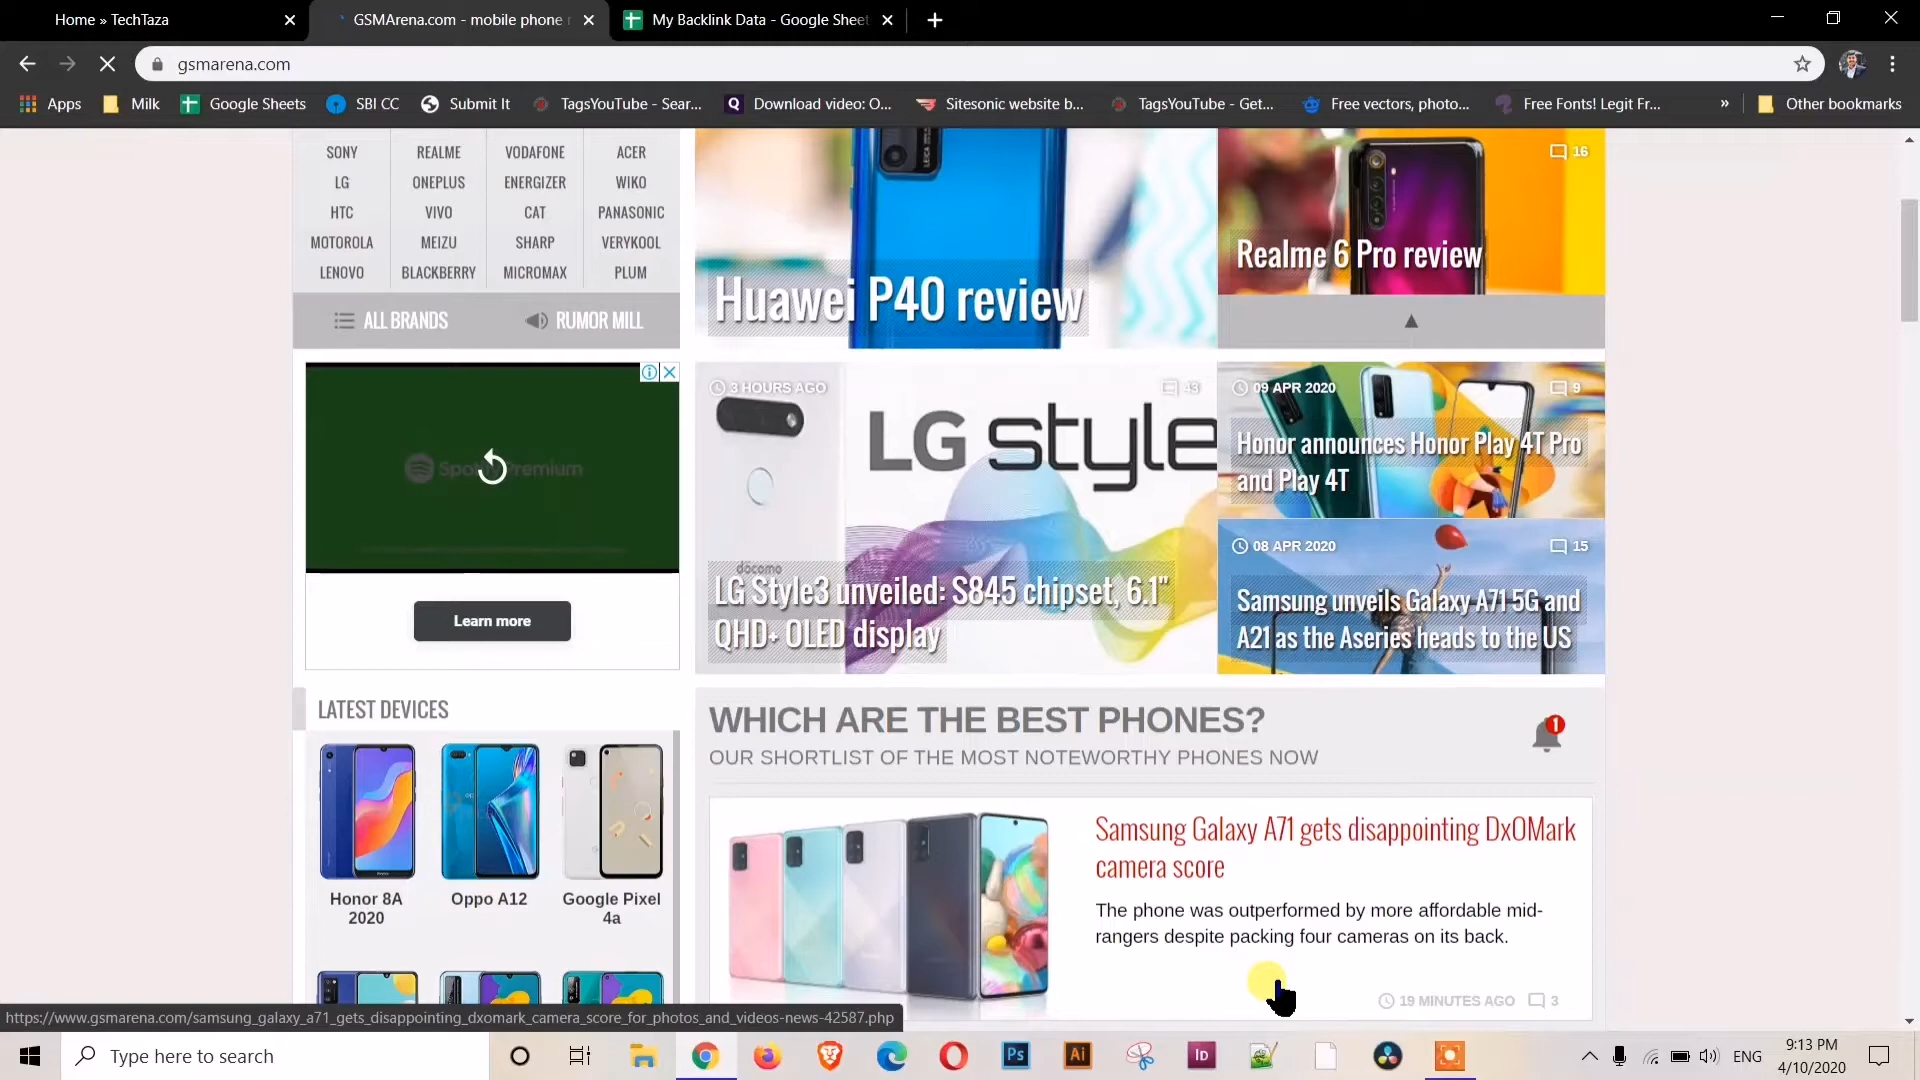 Home » TechTaza
GSMArena.com - mobile phone r
My Backlink Data - Google Sheet
gsmarena.com
Apps
Milk
Google Sheets
SBI CC
Submit It
TagsYouTube - Sear...
Download video: O...
Sitesonic website b...
TagsYouTube - Get...
Free vectors, photo...
Free Fonts! Legit Fr...
»
Other bookmarks
SONY REALME VODAFONE ACER
LG ONEPLUS ENERGIZER WIKO
HTC VIVO CAT PANASONIC
MOTOROLA MEIZU SHARP VERYKOOL
LENOVO BLACKBERRY MICROMAX PLUM
ALL BRANDS RUMOR MILL
LEICA
Huawei P40 review
16
Realme 6 Pro review
Spotify Premium
Learn more
3 HOURS AGO 43
LG style
docomo
LG Style3 unveiled: S845 chipset, 6.1"
QHD+ OLED display
09 APR 2020 9
Honor announces Honor Play 4T Pro
and Play 4T
08 APR 2020 15
Samsung unveils Galaxy A71 5G and
A21 as the Aseries heads to the US
LATEST DEVICES
Honor 8A
2020
Oppo A12
Google Pixel
4a
WHICH ARE THE BEST PHONES?
OUR SHORTLIST OF THE MOST NOTEWORTHY PHONES NOW
1
Samsung Galaxy A71 gets disappointing DxOMark
camera score
The phone was outperformed by more affordable mid-
rangers despite packing four cameras on its back.
19 MINUTES AGO 3
https://www.gsmarena.com/samsung_galaxy_a71_gets_disappointing_dxomark_camera_score_for_photos_and_videos-news-42587.php
Type here to search
Ps
Ai
Id
ENG
9:13 PM
4/10/2020